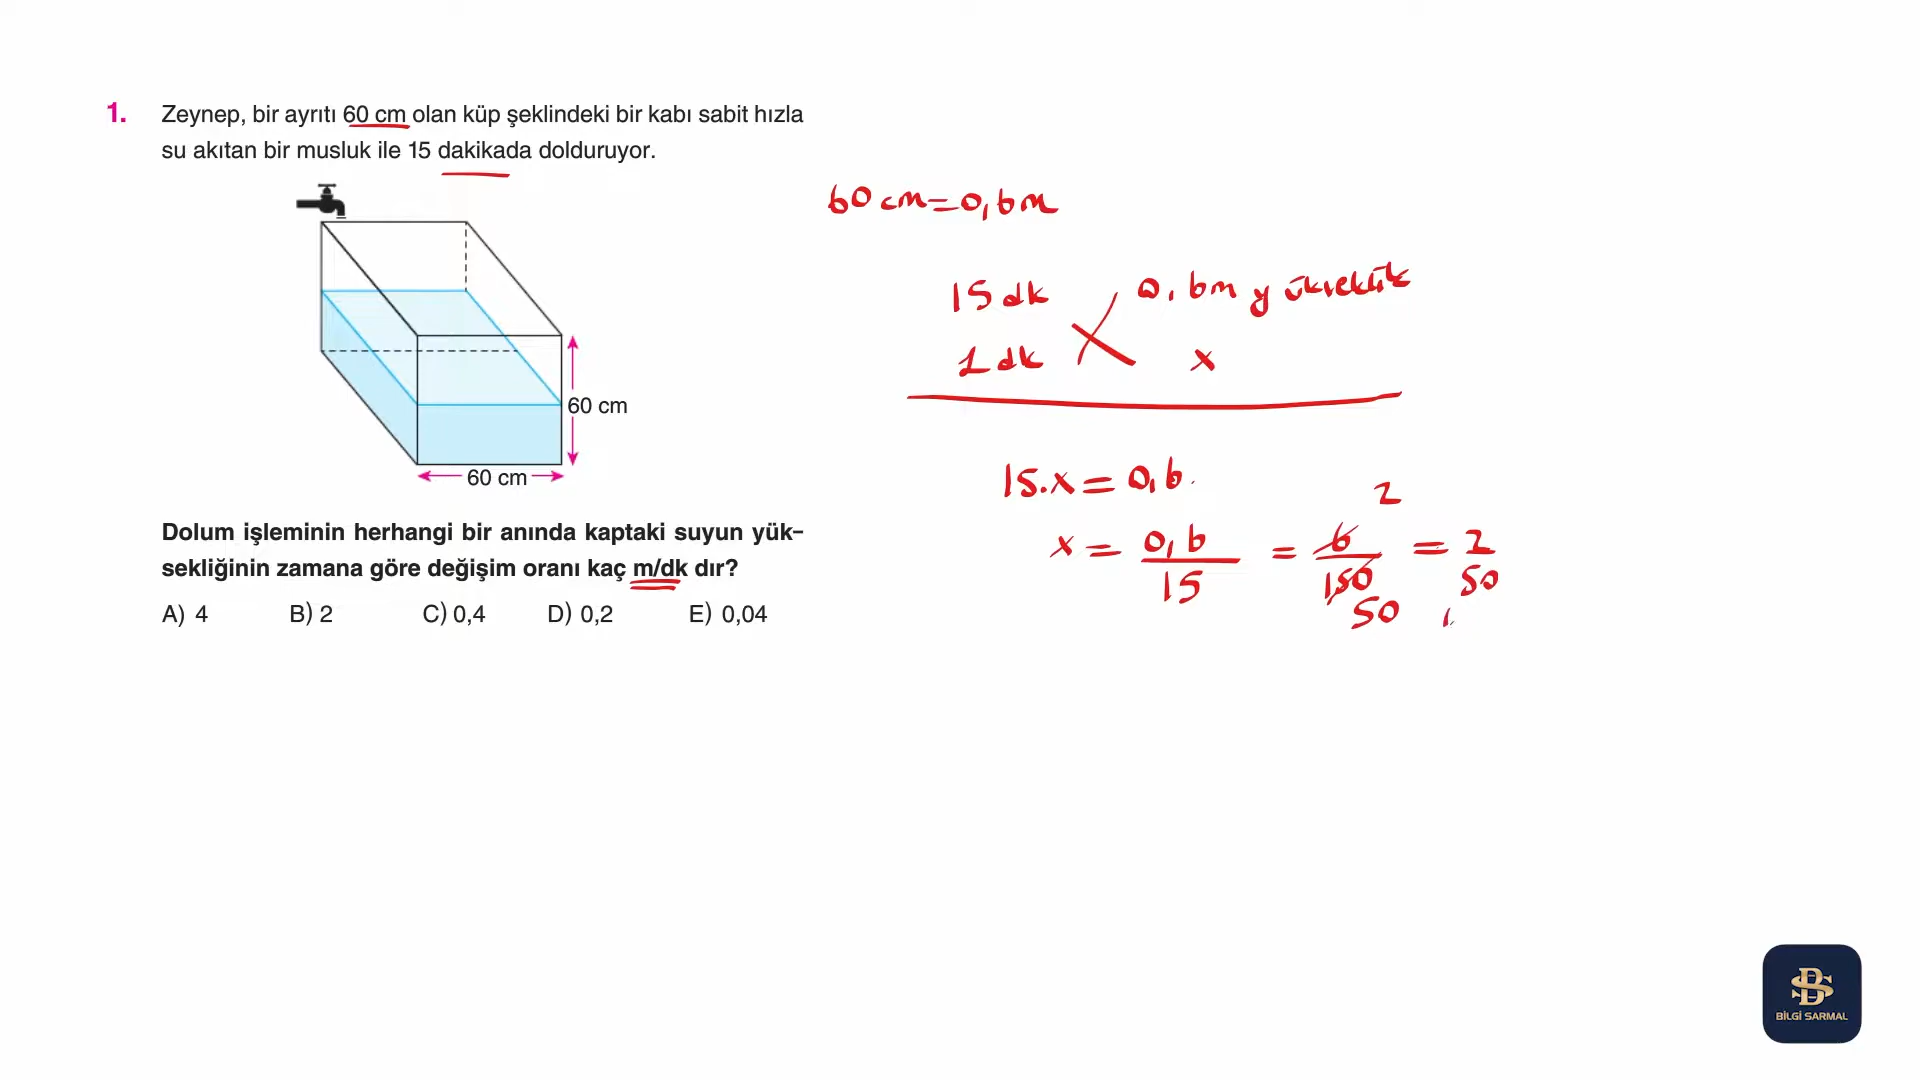 1. Zeynep, bir ayrıtı 60 cm olan küp şeklindeki bir kabı sabit hızla
su akıtan bir musluk ile 15 dakikada dolduruyor.
60 cm
60 cm
Dolum işleminin herhangi bir anında kaptaki suyun yük-
sekliğinin zamana göre değişim oranı kaç m/dk dır?
A) 4 B) 2 C) 0,4 D) 0,2 E) 0,04
60 cm = 0,6 m
15 dk 0,6 m yükseklik
1 dk x
15.x = 0,6
2
x = 0,6/15 = 6/150 = 2/50
50
BİLGİ SARMAL